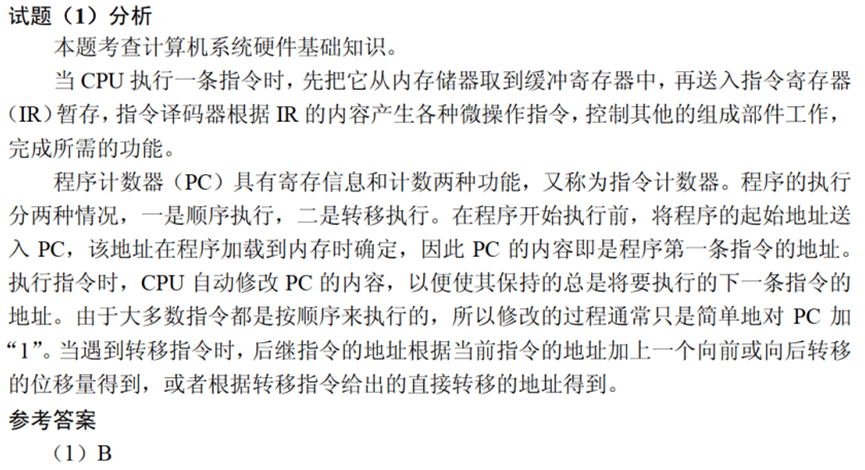 试题（1）分析
本题考查计算机系统硬件基础知识。
当 CPU 执行一条指令时，先把它从内存储器取到缓冲寄存器中，再送入指令寄存器
（IR）暂存，指令译码器根据 IR 的内容产生各种微操作指令，控制其他的组成部件工作，
完成所需的功能。
程序计数器（PC）具有寄存信息和计数两种功能，又称为指令计数器。程序的执行
分两种情况，一是顺序执行，二是转移执行。在程序开始执行前，将程序的起始地址送
入 PC，该地址在程序加载到内存时确定，因此 PC 的内容即是程序第一条指令的地址。
执行指令时，CPU 自动修改 PC 的内容，以便使其保持的总是将要执行的下一条指令的
地址。由于大多数指令都是按顺序来执行的，所以修改的过程通常只是简单地对 PC 加
“1”。当遇到转移指令时，后继指令的地址根据当前指令的地址加上一个向前或向后转移
的位移量得到，或者根据转移指令给出的直接转移的地址得到。
参考答案
（1）B